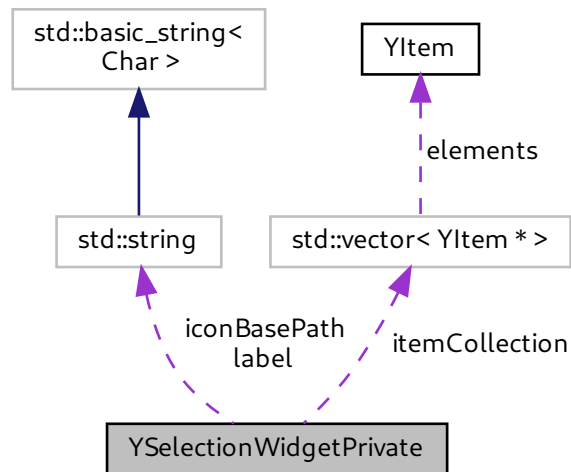 std::basic_string<
Char >
YItem
elements
std::string
std::vector< YItem * >
iconBasePath
label
itemCollection
YSelectionWidgetPrivate